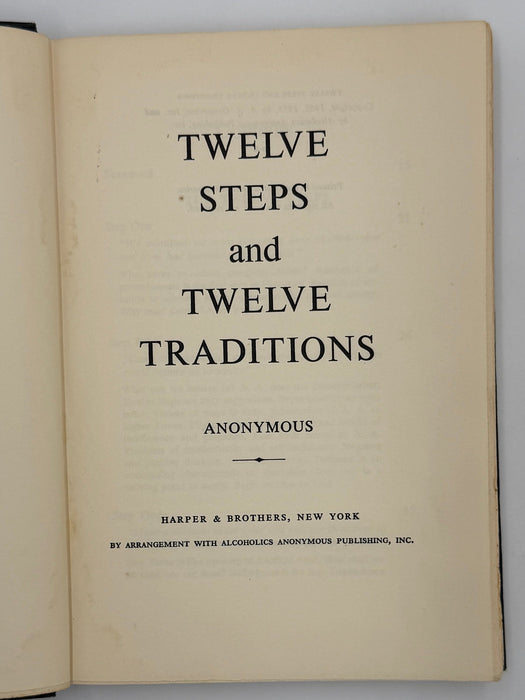 TWELVE
STEPS
and
TWELVE
TRADITIONS
ANONYMOUS
HARPER & BROTHERS, NEW YORK
BY ARRANGEMENT WITH ALCOHOLICS ANONYMOUS PUBLISHING, INC.